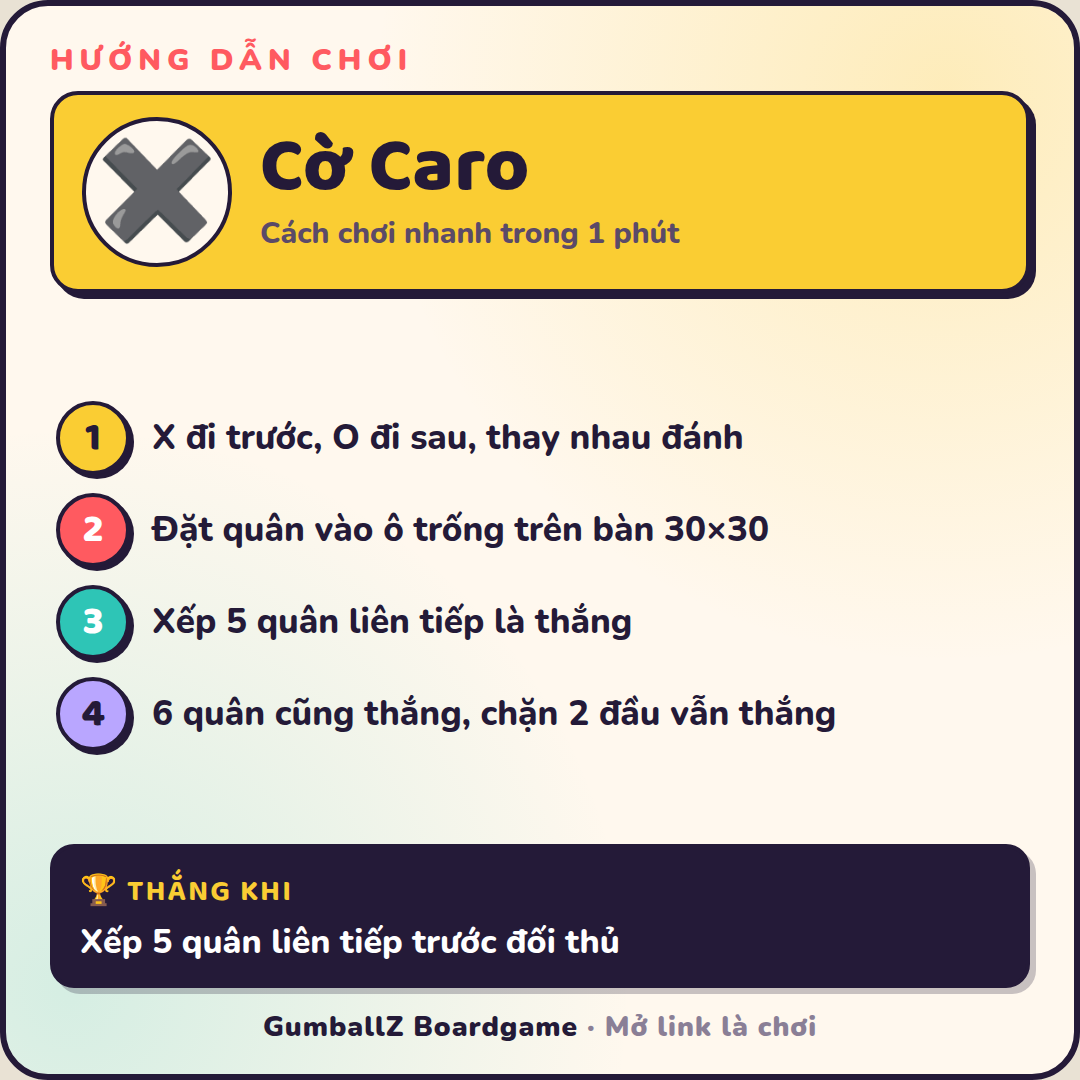 HƯỚNG DẪN CHƠI
Cờ Caro
Cách chơi nhanh trong 1 phút
1 X đi trước, O đi sau, thay nhau đánh
2 Đặt quân vào ô trống trên bàn 30×30
3 Xếp 5 quân liên tiếp là thắng
4 6 quân cũng thắng, chặn 2 đầu vẫn thắng
🏆 THẮNG KHI
Xếp 5 quân liên tiếp trước đối thủ
GumballZ Boardgame · Mở link là chơi